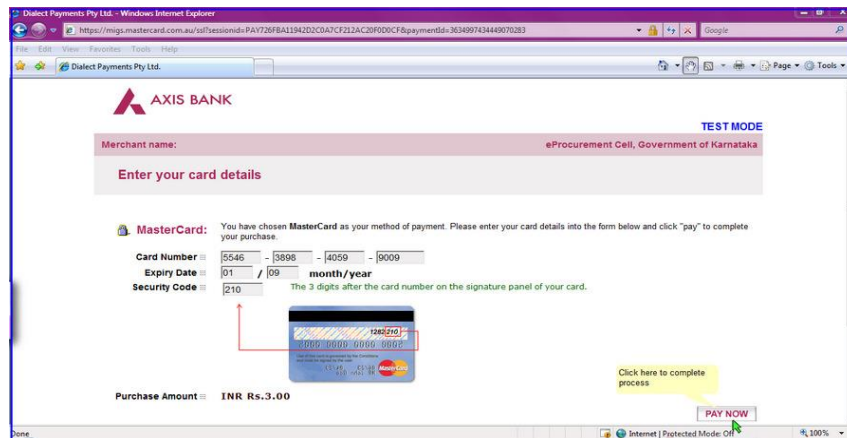 Dialect Payments Pty Ltd. - Windows Internet Explorer
https://migs.mastercard.com.au/ssl?sessionid=PAY726FBA11942D2C0A7CF212AC20F0D0CF&paymentId=3634997434449070283
Google
File Edit View Favorites Tools Help
Dialect Payments Pty Ltd.
Page Tools
AXIS BANK
TEST MODE
Merchant name: eProcurement Cell, Government of Karnataka
Enter your card details
MasterCard: You have chosen MasterCard as your method of payment. Please enter your card details into the form below and click "pay" to complete
your purchase.
Card Number 5546 - 3898 - 4059 - 9009
Expiry Date 01 / 09 month/year
Security Code 210 The 3 digits after the card number on the signature panel of your card.
1282 210
MasterCard
Click here to complete
process
Purchase Amount INR Rs.3.00
PAY NOW
Done Internet | Protected Mode: Off 100%